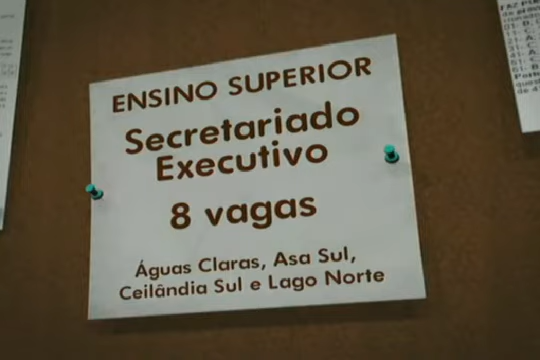 ENSINO SUPERIOR
Secretariado
Executivo
8 vagas
Águas Claras, Asa Sul,
Ceilândia Sul e Lago Norte